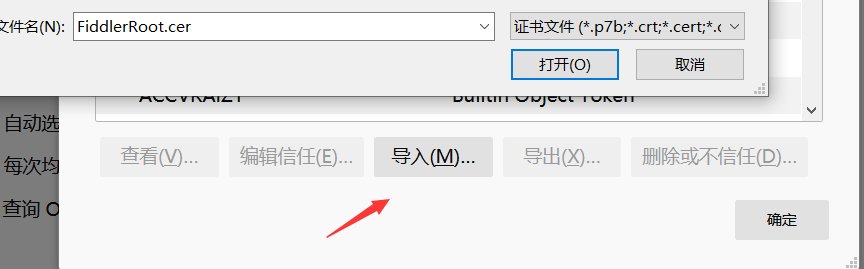 文件名(N): FiddlerRoot.cer 证书文件 (*.p7b;*.crt;*.cert;*.c
打开(O) 取消
ACCVRAIZ1 Builtin Object Token
自动选
查看(V)... 编辑信任(E)... 导入(M)... 导出(X)... 删除或不信任(D)...
每次均
查询 O
确定